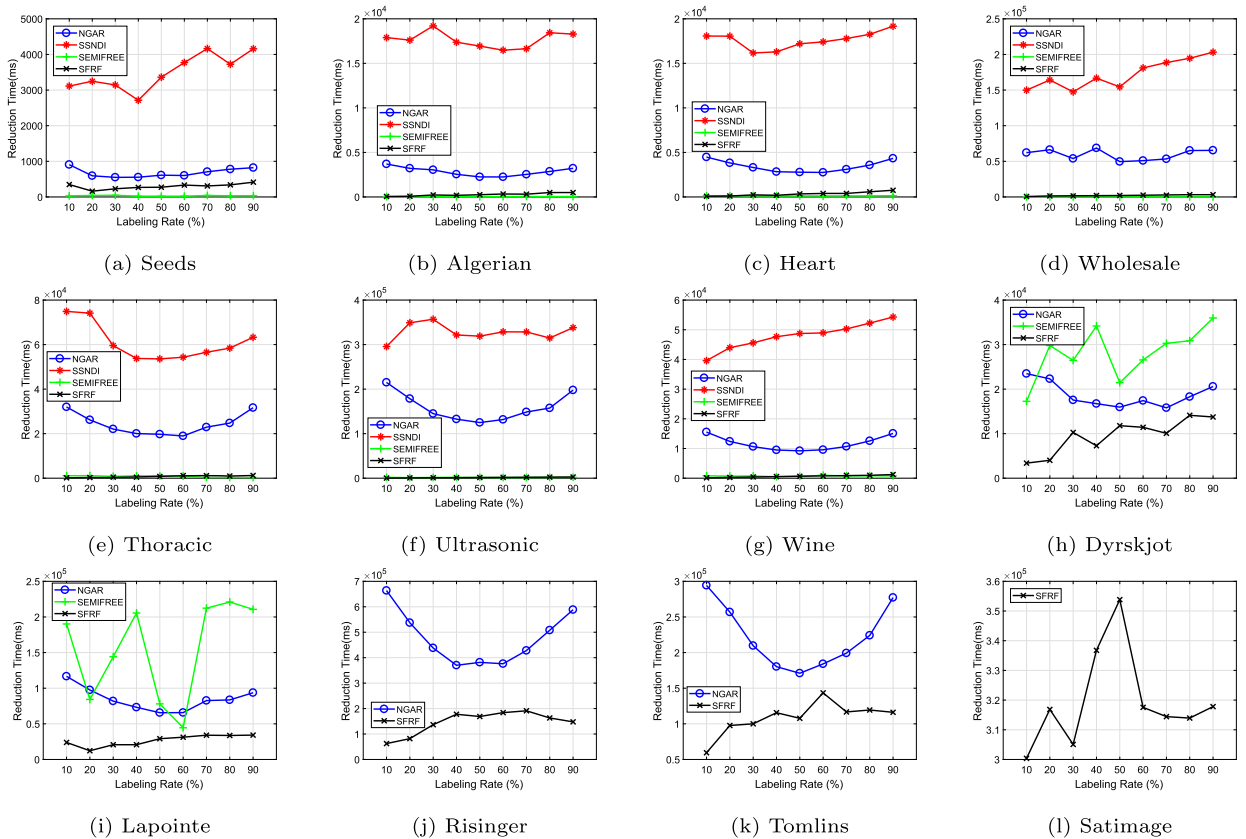 5000
4000
3000
2000
1000
0
Reduction Time(ms)
NGAR
SSNDI
SEMIFREE
SFRF
10 20 30 40 50 60 70 80 90
Labeling Rate (%)
(a) Seeds
×10^4
2
1.5
1
0.5
0
Reduction Time(ms)
NGAR
SSNDI
SEMIFREE
SFRF
10 20 30 40 50 60 70 80 90
Labeling Rate (%)
(b) Algerian
×10^4
2
1.5
1
0.5
0
Reduction Time(ms)
NGAR
SSNDI
SEMIFREE
SFRF
10 20 30 40 50 60 70 80 90
Labeling Rate (%)
(c) Heart
×10^5
2.5
2
1.5
1
0.5
0
Reduction Time(ms)
NGAR
SSNDI
SEMIFREE
SFRF
10 20 30 40 50 60 70 80 90
Labeling Rate (%)
(d) Wholesale
×10^4
8
6
4
2
0
Reduction Time(ms)
NGAR
SSNDI
SEMIFREE
SFRF
10 20 30 40 50 60 70 80 90
Labeling Rate (%)
(e) Thoracic
×10^5
4
3
2
1
0
Reduction Time(ms)
NGAR
SSNDI
SEMIFREE
SFRF
10 20 30 40 50 60 70 80 90
Labeling Rate (%)
(f) Ultrasonic
×10^4
6
5
4
3
2
1
0
Reduction Time(ms)
NGAR
SSNDI
SEMIFREE
SFRF
10 20 30 40 50 60 70 80 90
Labeling Rate (%)
(g) Wine
×10^4
4
3
2
1
0
Reduction Time(ms)
NGAR
SEMIFREE
SFRF
10 20 30 40 50 60 70 80 90
Labeling Rate (%)
(h) Dyrskjot
×10^5
2.5
2
1.5
1
0.5
0
Reduction Time(ms)
NGAR
SEMIFREE
SFRF
10 20 30 40 50 60 70 80 90
Labeling Rate (%)
(i) Lapointe
×10^5
7
6
5
4
3
2
1
0
Reduction Time(ms)
NGAR
SFRF
10 20 30 40 50 60 70 80 90
Labeling Rate (%)
(j) Risinger
×10^5
3
2.5
2
1.5
1
0.5
Reduction Time(ms)
NGAR
SFRF
10 20 30 40 50 60 70 80 90
Labeling Rate (%)
(k) Tomlins
×10^5
3.6
3.5
3.4
3.3
3.2
3.1
3
Reduction Time(ms)
SFRF
10 20 30 40 50 60 70 80 90
Labeling Rate (%)
(l) Satimage